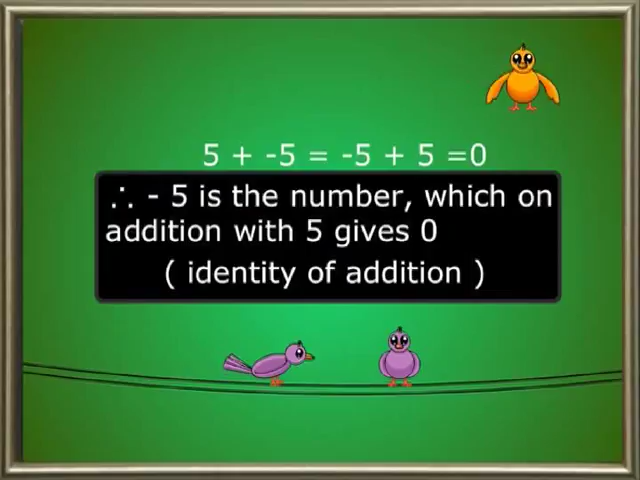 5 + -5 = -5 + 5 =0
∴ - 5 is the number, which on
addition with 5 gives 0
( identity of addition )